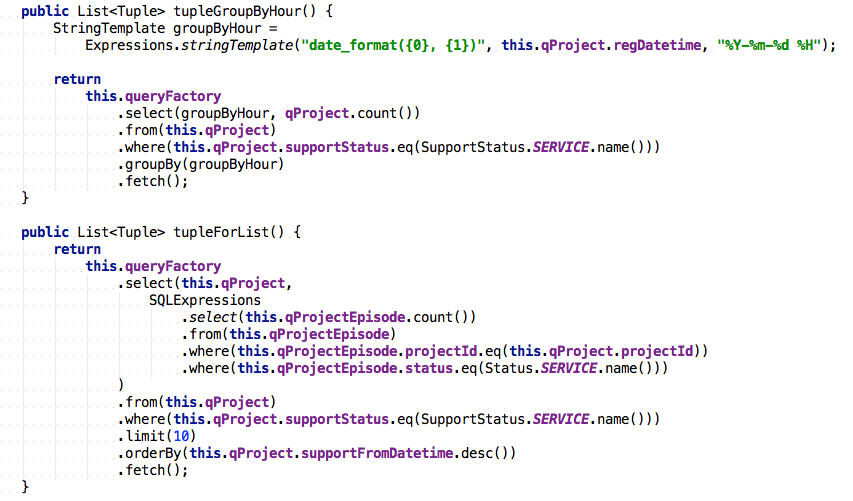 public List<Tuple> tupleGroupByHour() {
    StringTemplate groupByHour =
        Expressions.stringTemplate("date_format({0}, {1})", this.qProject.regDatetime, "%Y-%m-%d %H");
    return
        this.queryFactory
            .select(groupByHour, qProject.count())
            .from(this.qProject)
            .where(this.qProject.supportStatus.eq(SupportStatus.SERVICE.name()))
            .groupBy(groupByHour)
            .fetch();
}
public List<Tuple> tupleForList() {
    return
        this.queryFactory
            .select(this.qProject,
                SQLExpressions
                    .select(this.qProjectEpisode.count())
                    .from(this.qProjectEpisode)
                    .where(this.qProjectEpisode.projectId.eq(this.qProject.projectId))
                    .where(this.qProjectEpisode.status.eq(Status.SERVICE.name()))
            )
            .from(this.qProject)
            .where(this.qProject.supportStatus.eq(SupportStatus.SERVICE.name()))
            .limit(10)
            .orderBy(this.qProject.supportFromDatetime.desc())
            .fetch();
}